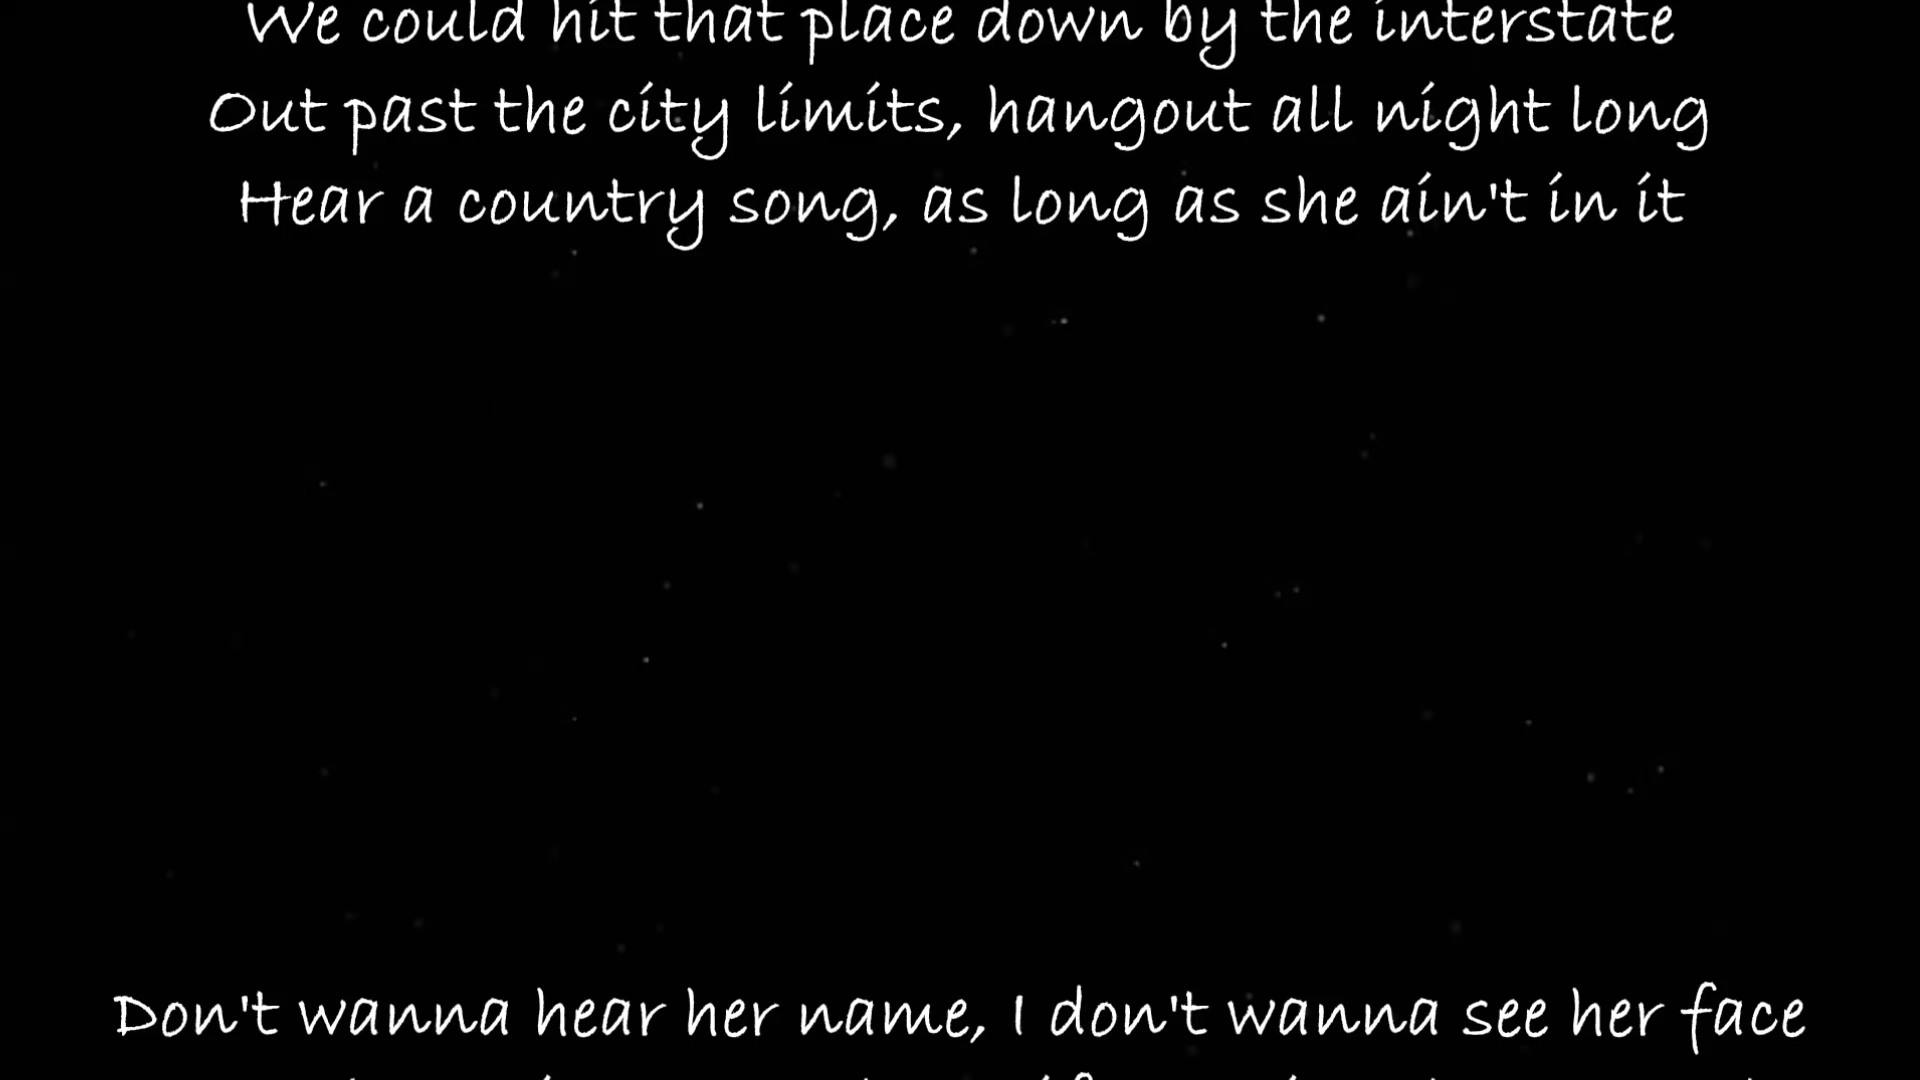 We could hit that place down by the interstate
Out past the city limits, hangout all night long
Hear a country song, as long as she ain't in it
Don't wanna hear her name, I don't wanna see her face